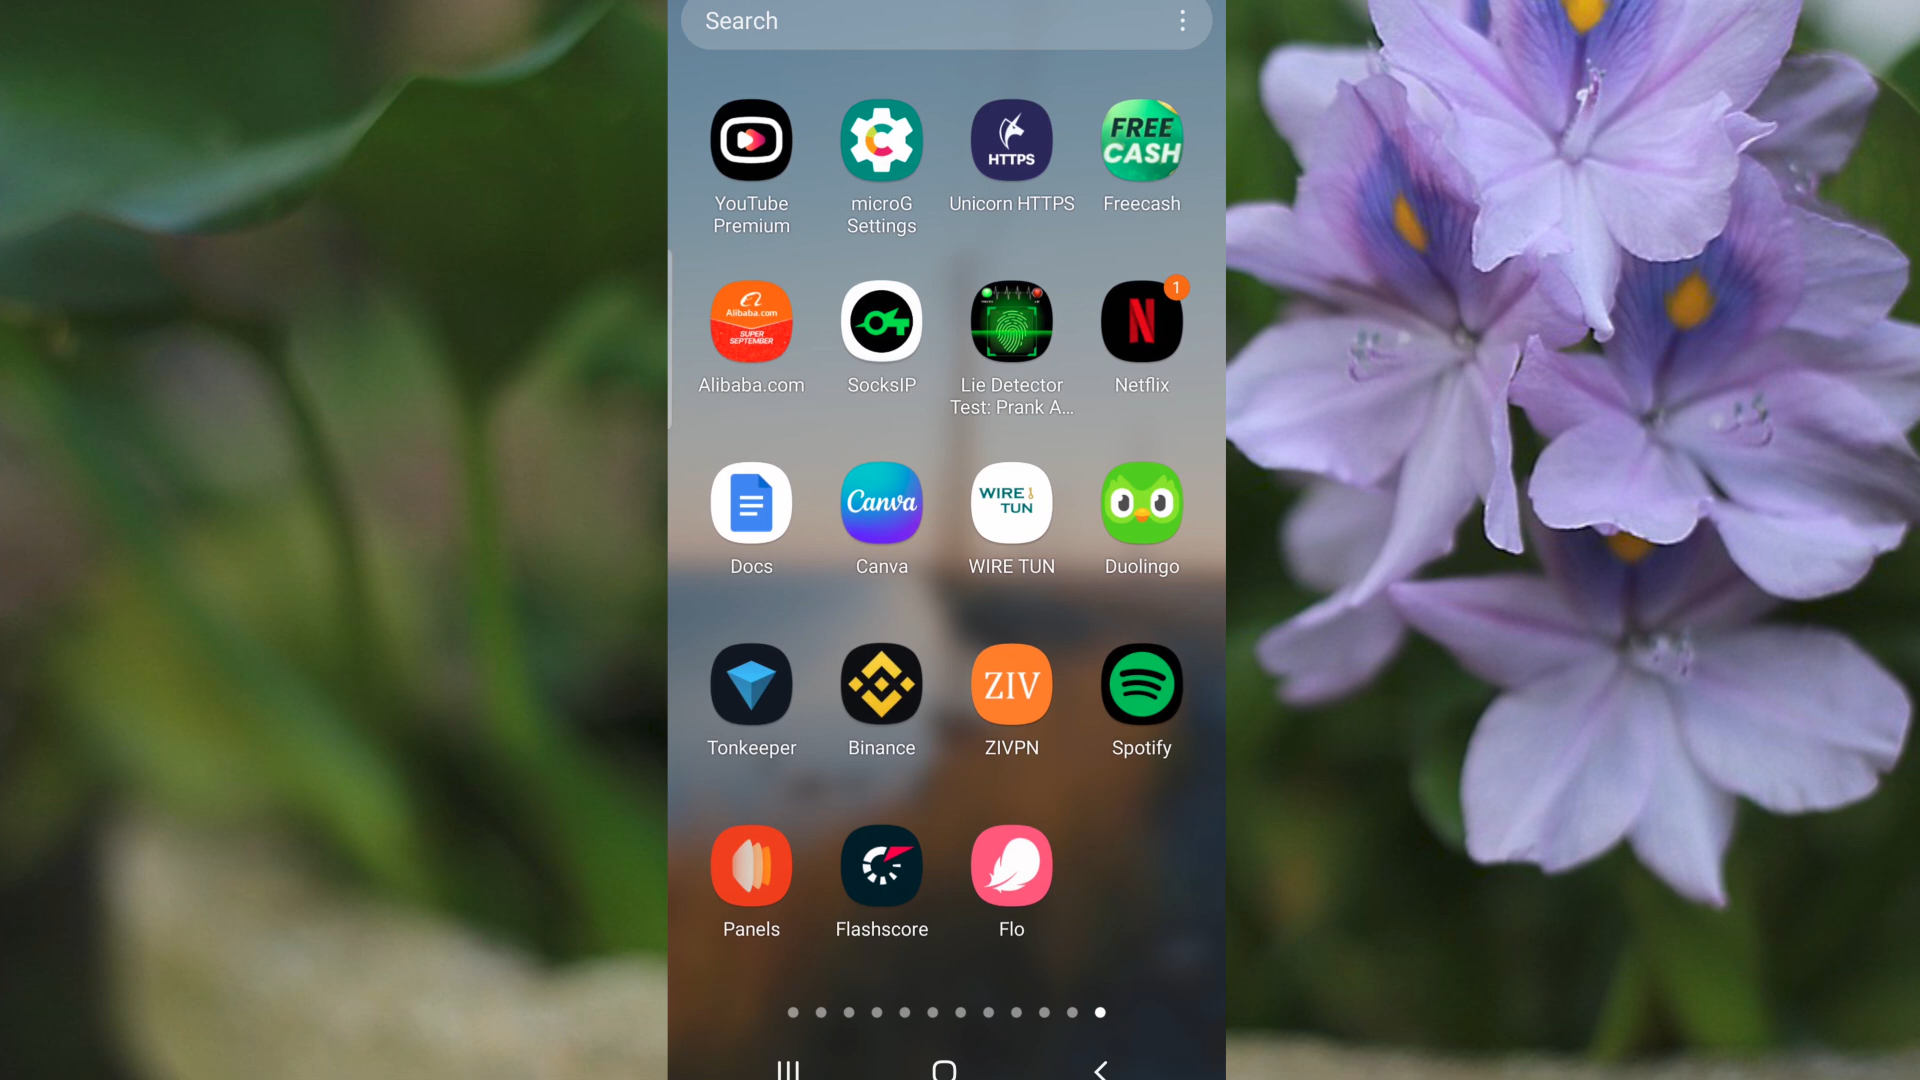 Search
HTTPS
FREE
CASH
YouTube
Premium
microG
Settings
Unicorn HTTPS
Freecash
Alibaba.com
SUPER
SEPTEMBER
1
Alibaba.com
SocksIP
Lie Detector
Test: Prank A...
Netflix
Canva
WIRE
TUN
Docs
Canva
WIRE TUN
Duolingo
ZIV
Tonkeeper
Binance
ZIVPN
Spotify
Panels
Flashscore
Flo